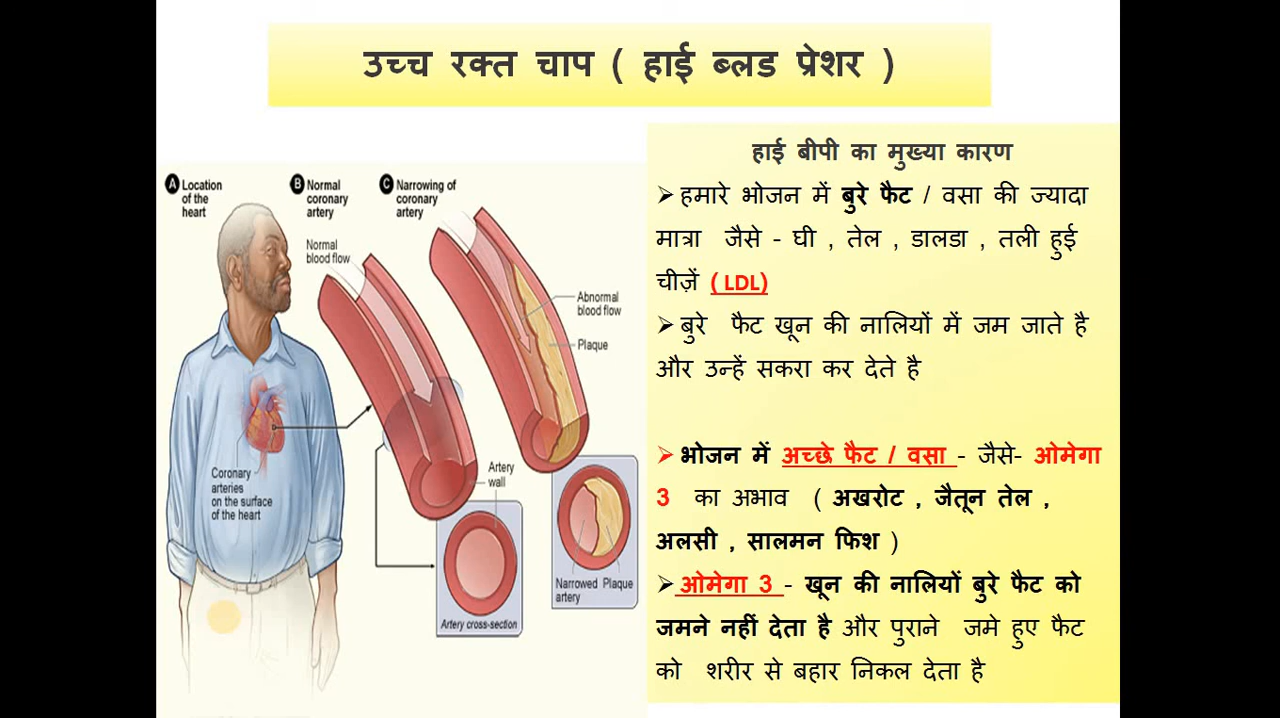 उच्च रक्त चाप ( हाई ब्लड प्रेशर )
A Location
of the
heart
B Normal
coronary
artery
C Narrowing of
coronary
artery
Normal
blood flow
Abnormal
blood flow
Plaque
Coronary
arteries
on the surface
of the heart
Artery
wall
Artery cross-section
Narrowed Plaque
artery
हाई बीपी का मुख्या कारण
➢हमारे भोजन में बुरे फैट / वसा की ज्यादा
मात्रा जैसे - घी , तेल , डालडा , तली हुई
चीज़ें ( LDL)
➢बुरे फैट खून की नालियों में जम जाते है
और उन्हें सकरा कर देते है
➢भोजन में अच्छे फैट / वसा - जैसे- ओमेगा
3 का अभाव ( अखरोट , जैतून तेल ,
अलसी , सालमन फिश )
➢ ओमेगा 3 - खून की नालियों बुरे फैट को
जमने नहीं देता है और पुराने जमे हुए फैट
को शरीर से बहार निकल देता है